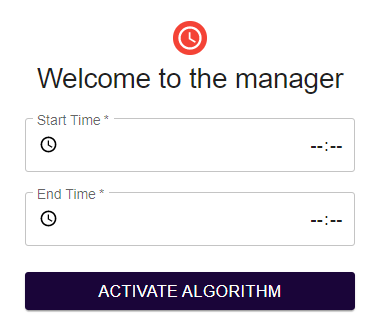 Welcome to the manager
Start Time *
--:--
End Time *
--:--
ACTIVATE ALGORITHM